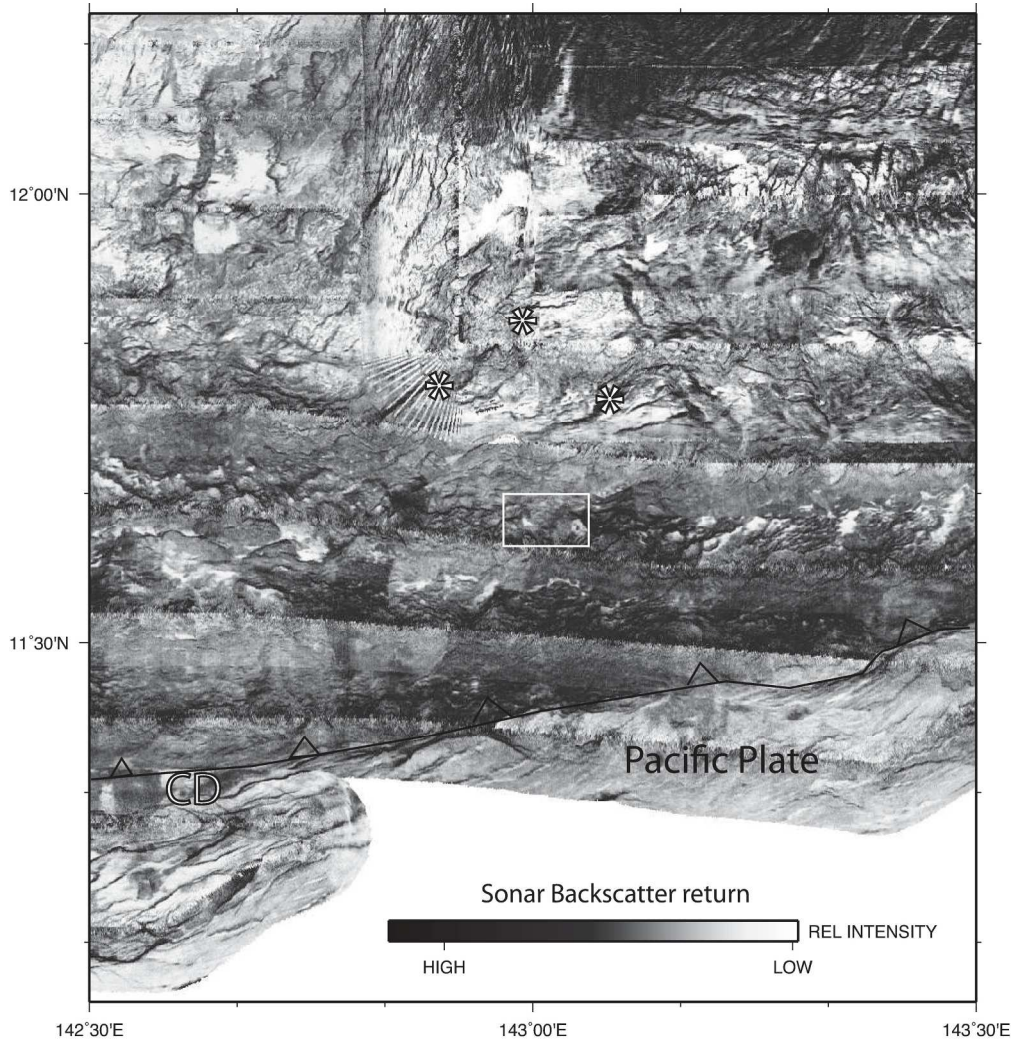 12°00'N
11°30'N
Pacific Plate
CD
Sonar Backscatter return
REL INTENSITY
HIGH LOW
142°30'E 143°00'E 143°30'E